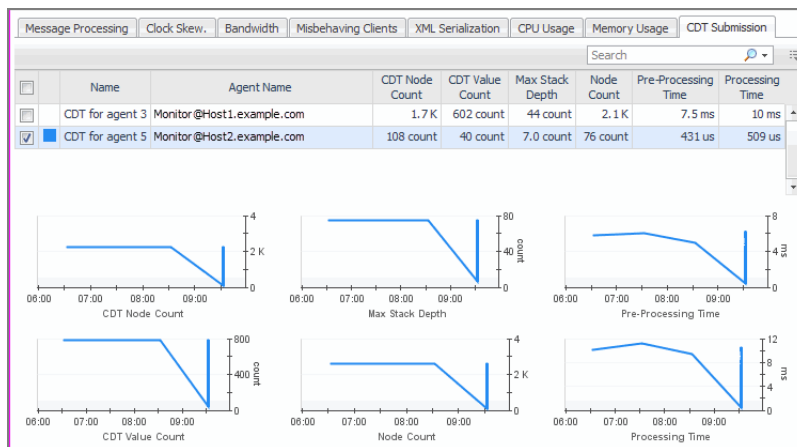 Message Processing Clock Skew. Bandwidth Misbehaving Clients XML Serialization CPU Usage Memory Usage CDT Submission
Search
Name Agent Name CDT Node Count CDT Value Count Max Stack Depth Node Count Pre-Processing Time Processing Time
CDT for agent 3 Monitor@Host1.example.com 1.7 K 602 count 44 count 2.1 K 7.5 ms 10 ms
CDT for agent 5 Monitor@Host2.example.com 108 count 40 count 7.0 count 76 count 431 us 509 us
4
2 K
0
06:00 07:00 08:00 09:00
CDT Node Count
80
40
0
count
06:00 07:00 08:00 09:00
Max Stack Depth
8
4
0
ms
06:00 07:00 08:00 09:00
Pre-Processing Time
800
400
0
count
06:00 07:00 08:00 09:00
CDT Value Count
4
2 K
0
06:00 07:00 08:00 09:00
Node Count
12
8
4
0
ms
06:00 07:00 08:00 09:00
Processing Time